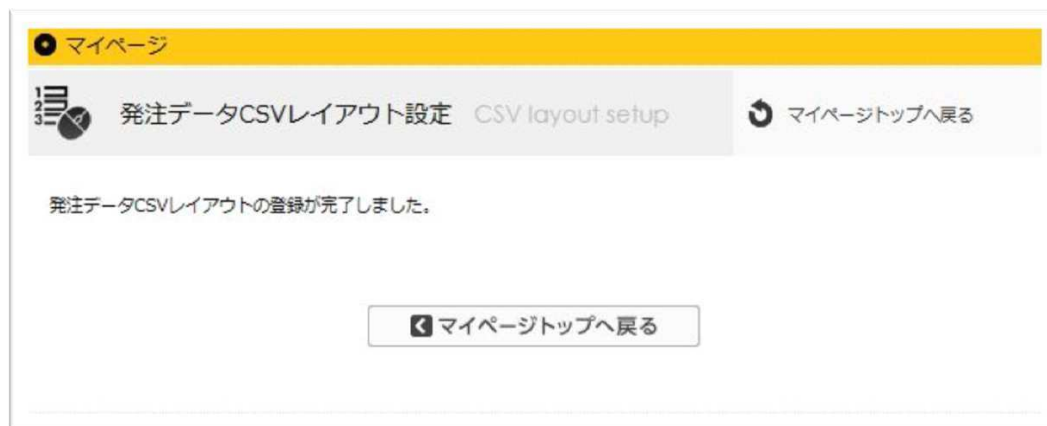 マイページ
1
2
3
発注データCSVレイアウト設定 CSV layout setup
マイページトップへ戻る
発注データCSVレイアウトの登録が完了しました。
マイページトップへ戻る